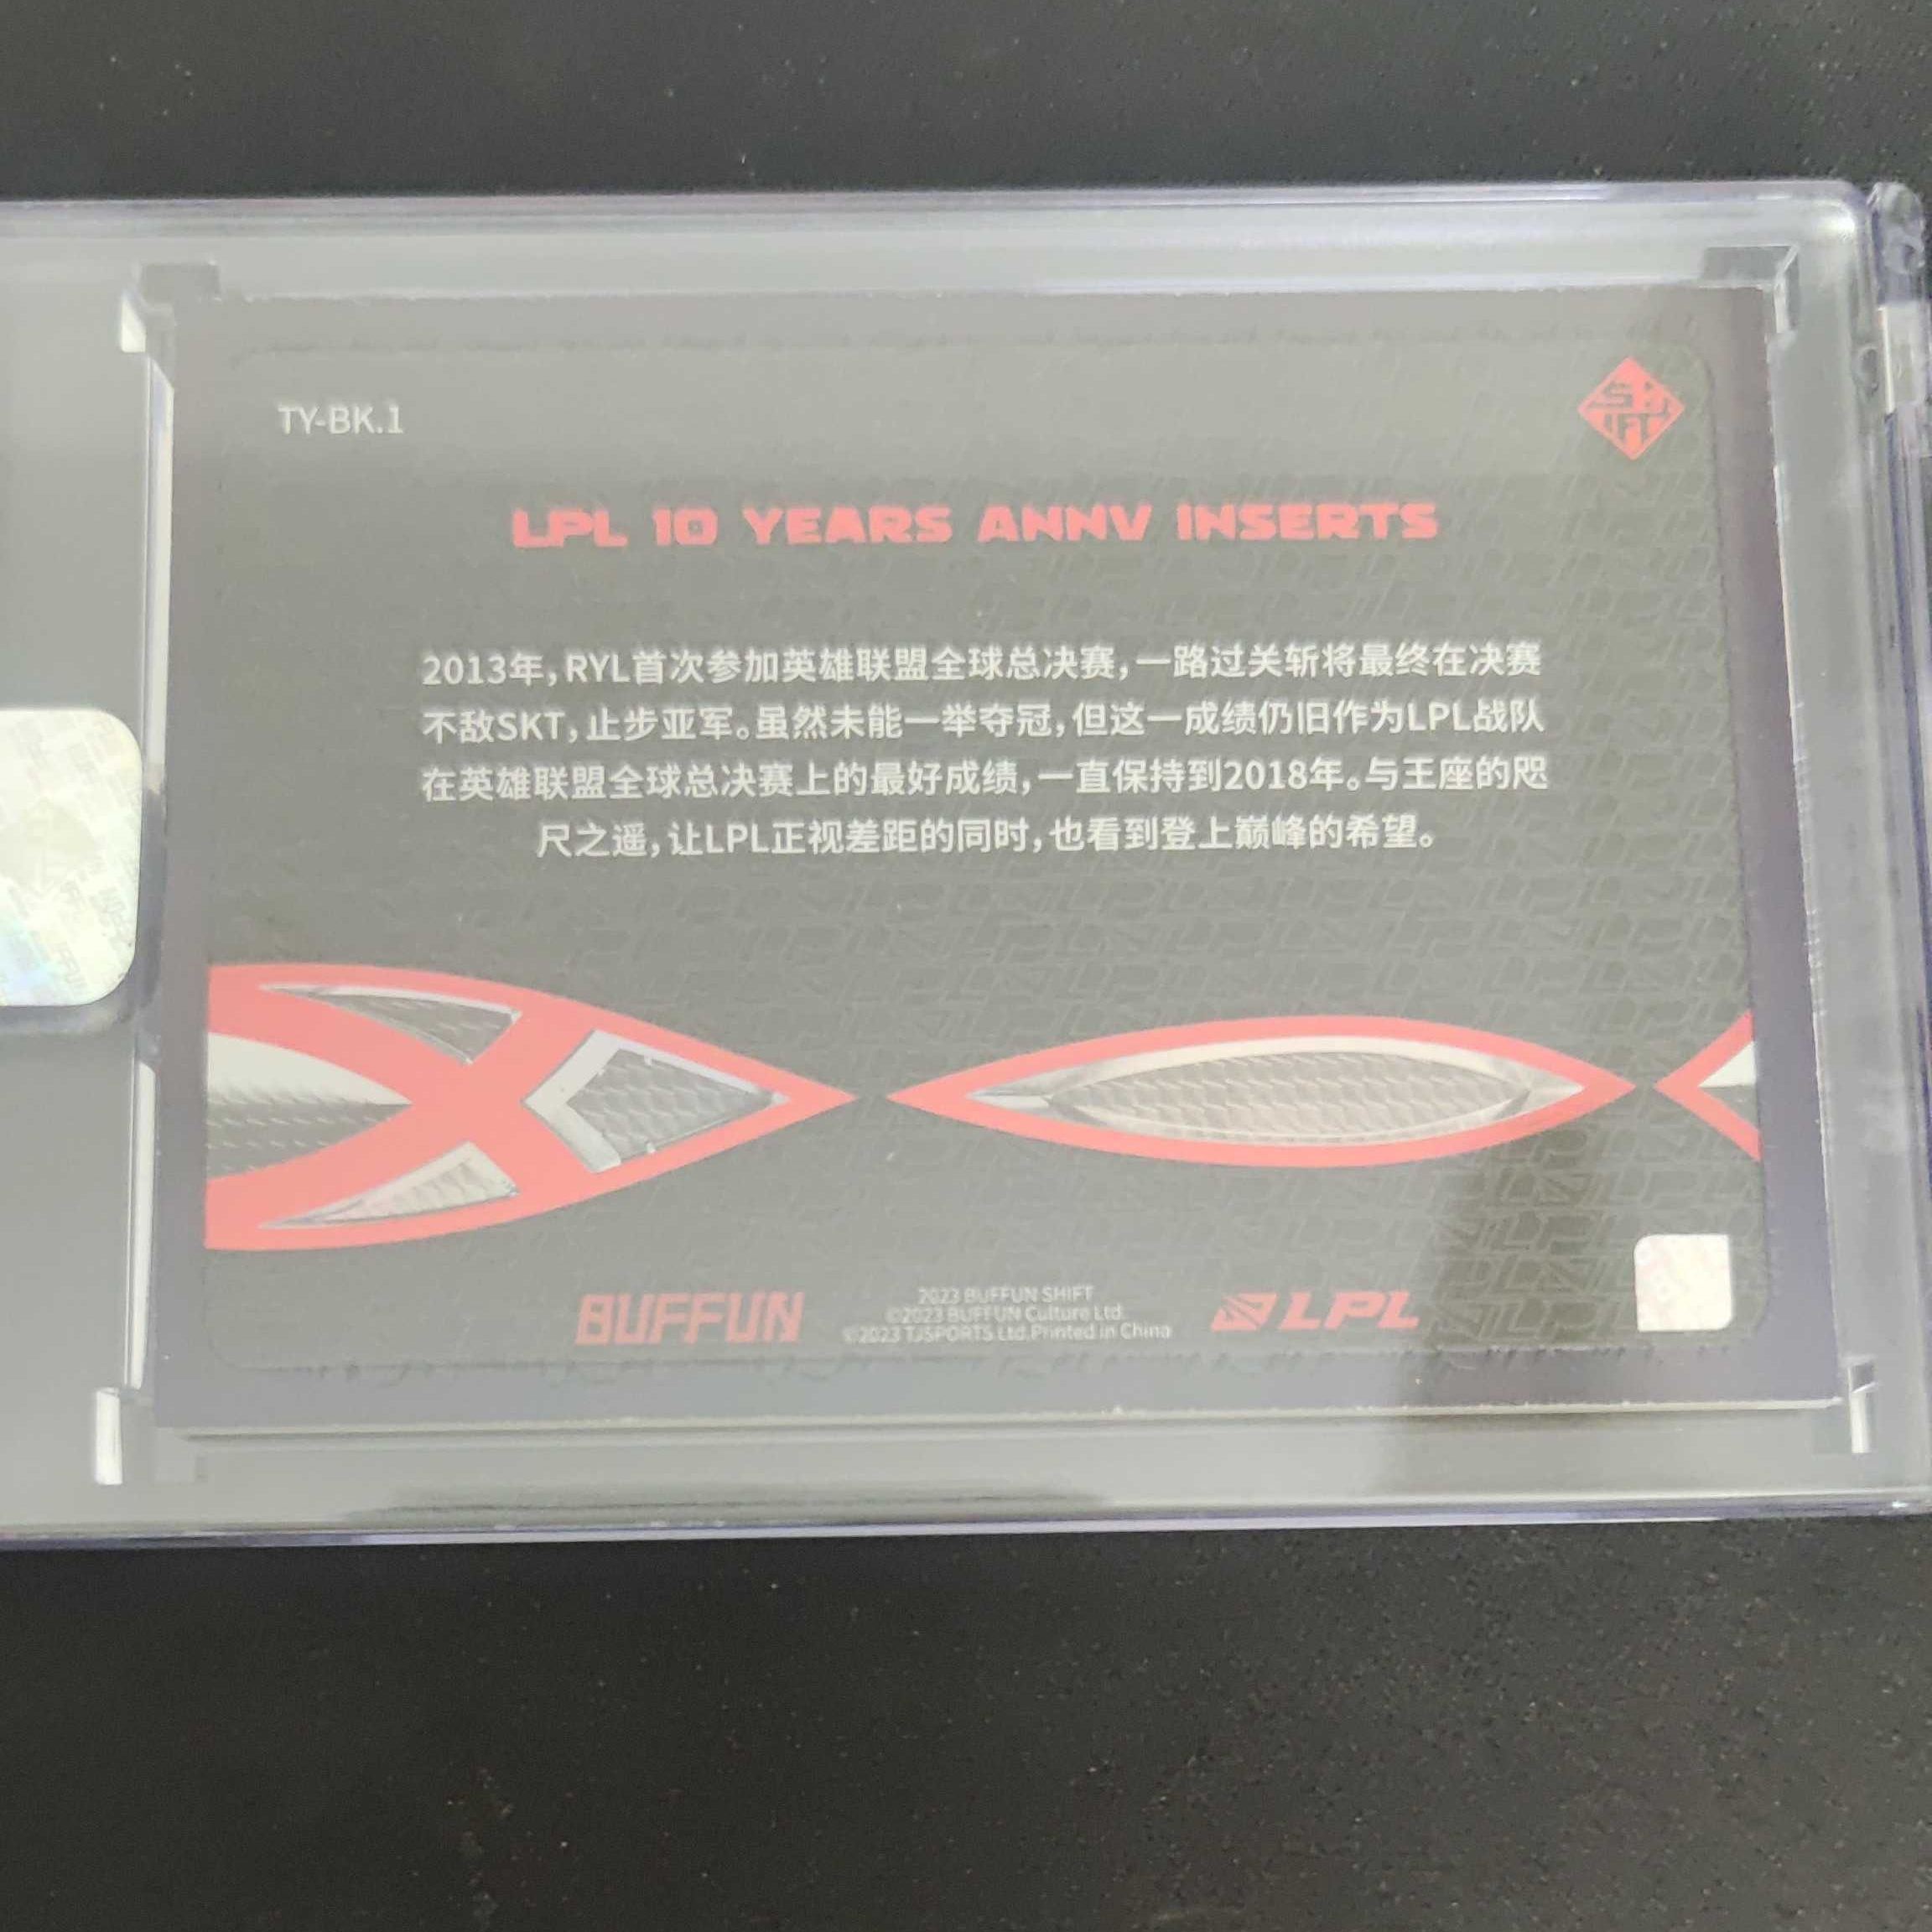 TY-BK.1
SHIFT
LPL 10 YEARS ANNV INSERTS
2013年,RYL首次参加英雄联盟全球总决赛,一路过关斩将最终在决赛
不敌SKT,止步亚军。虽然未能一举夺冠,但这一成绩仍旧作为LPL战队
在英雄联盟全球总决赛上的最好成绩,一直保持到2018年。与王座的咫
尺之遥,让LPL正视差距的同时,也看到登上巅峰的希望。
BUFFUN
2023 BUFFUN SHIFT
©2023 BUFFUN Culture Ltd.
©2023 TJSPORTS Ltd.Printed in China
LPL